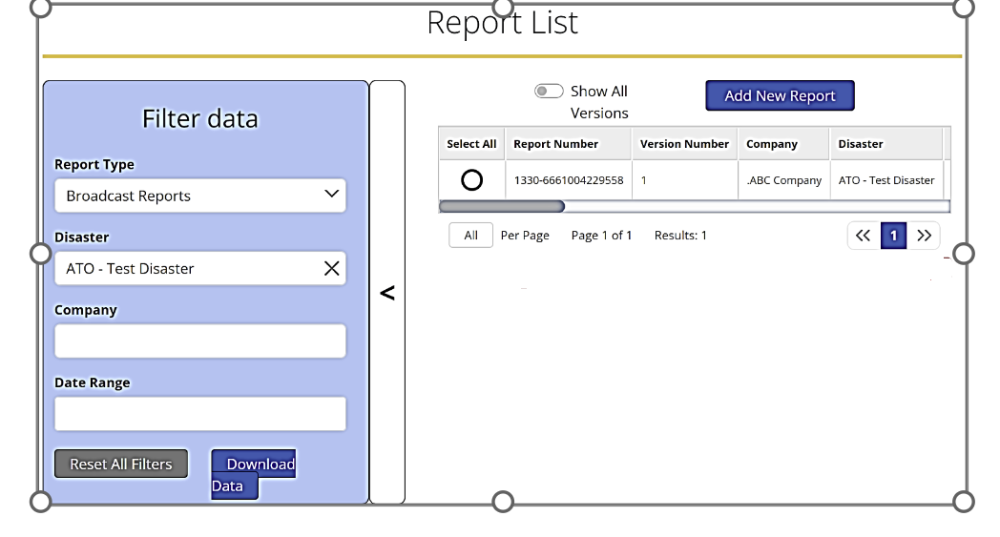 Report List
Filter data
Report Type
Broadcast Reports
Disaster
ATO - Test Disaster
Company
Date Range
Reset All Filters
Download
Data
<
Show All
Versions
Add New Report
Select All Report Number Version Number Company Disaster
1330-6661004229558 1 .ABC Company ATO - Test Disaster
All Per Page Page 1 of 1 Results: 1 << 1 >>